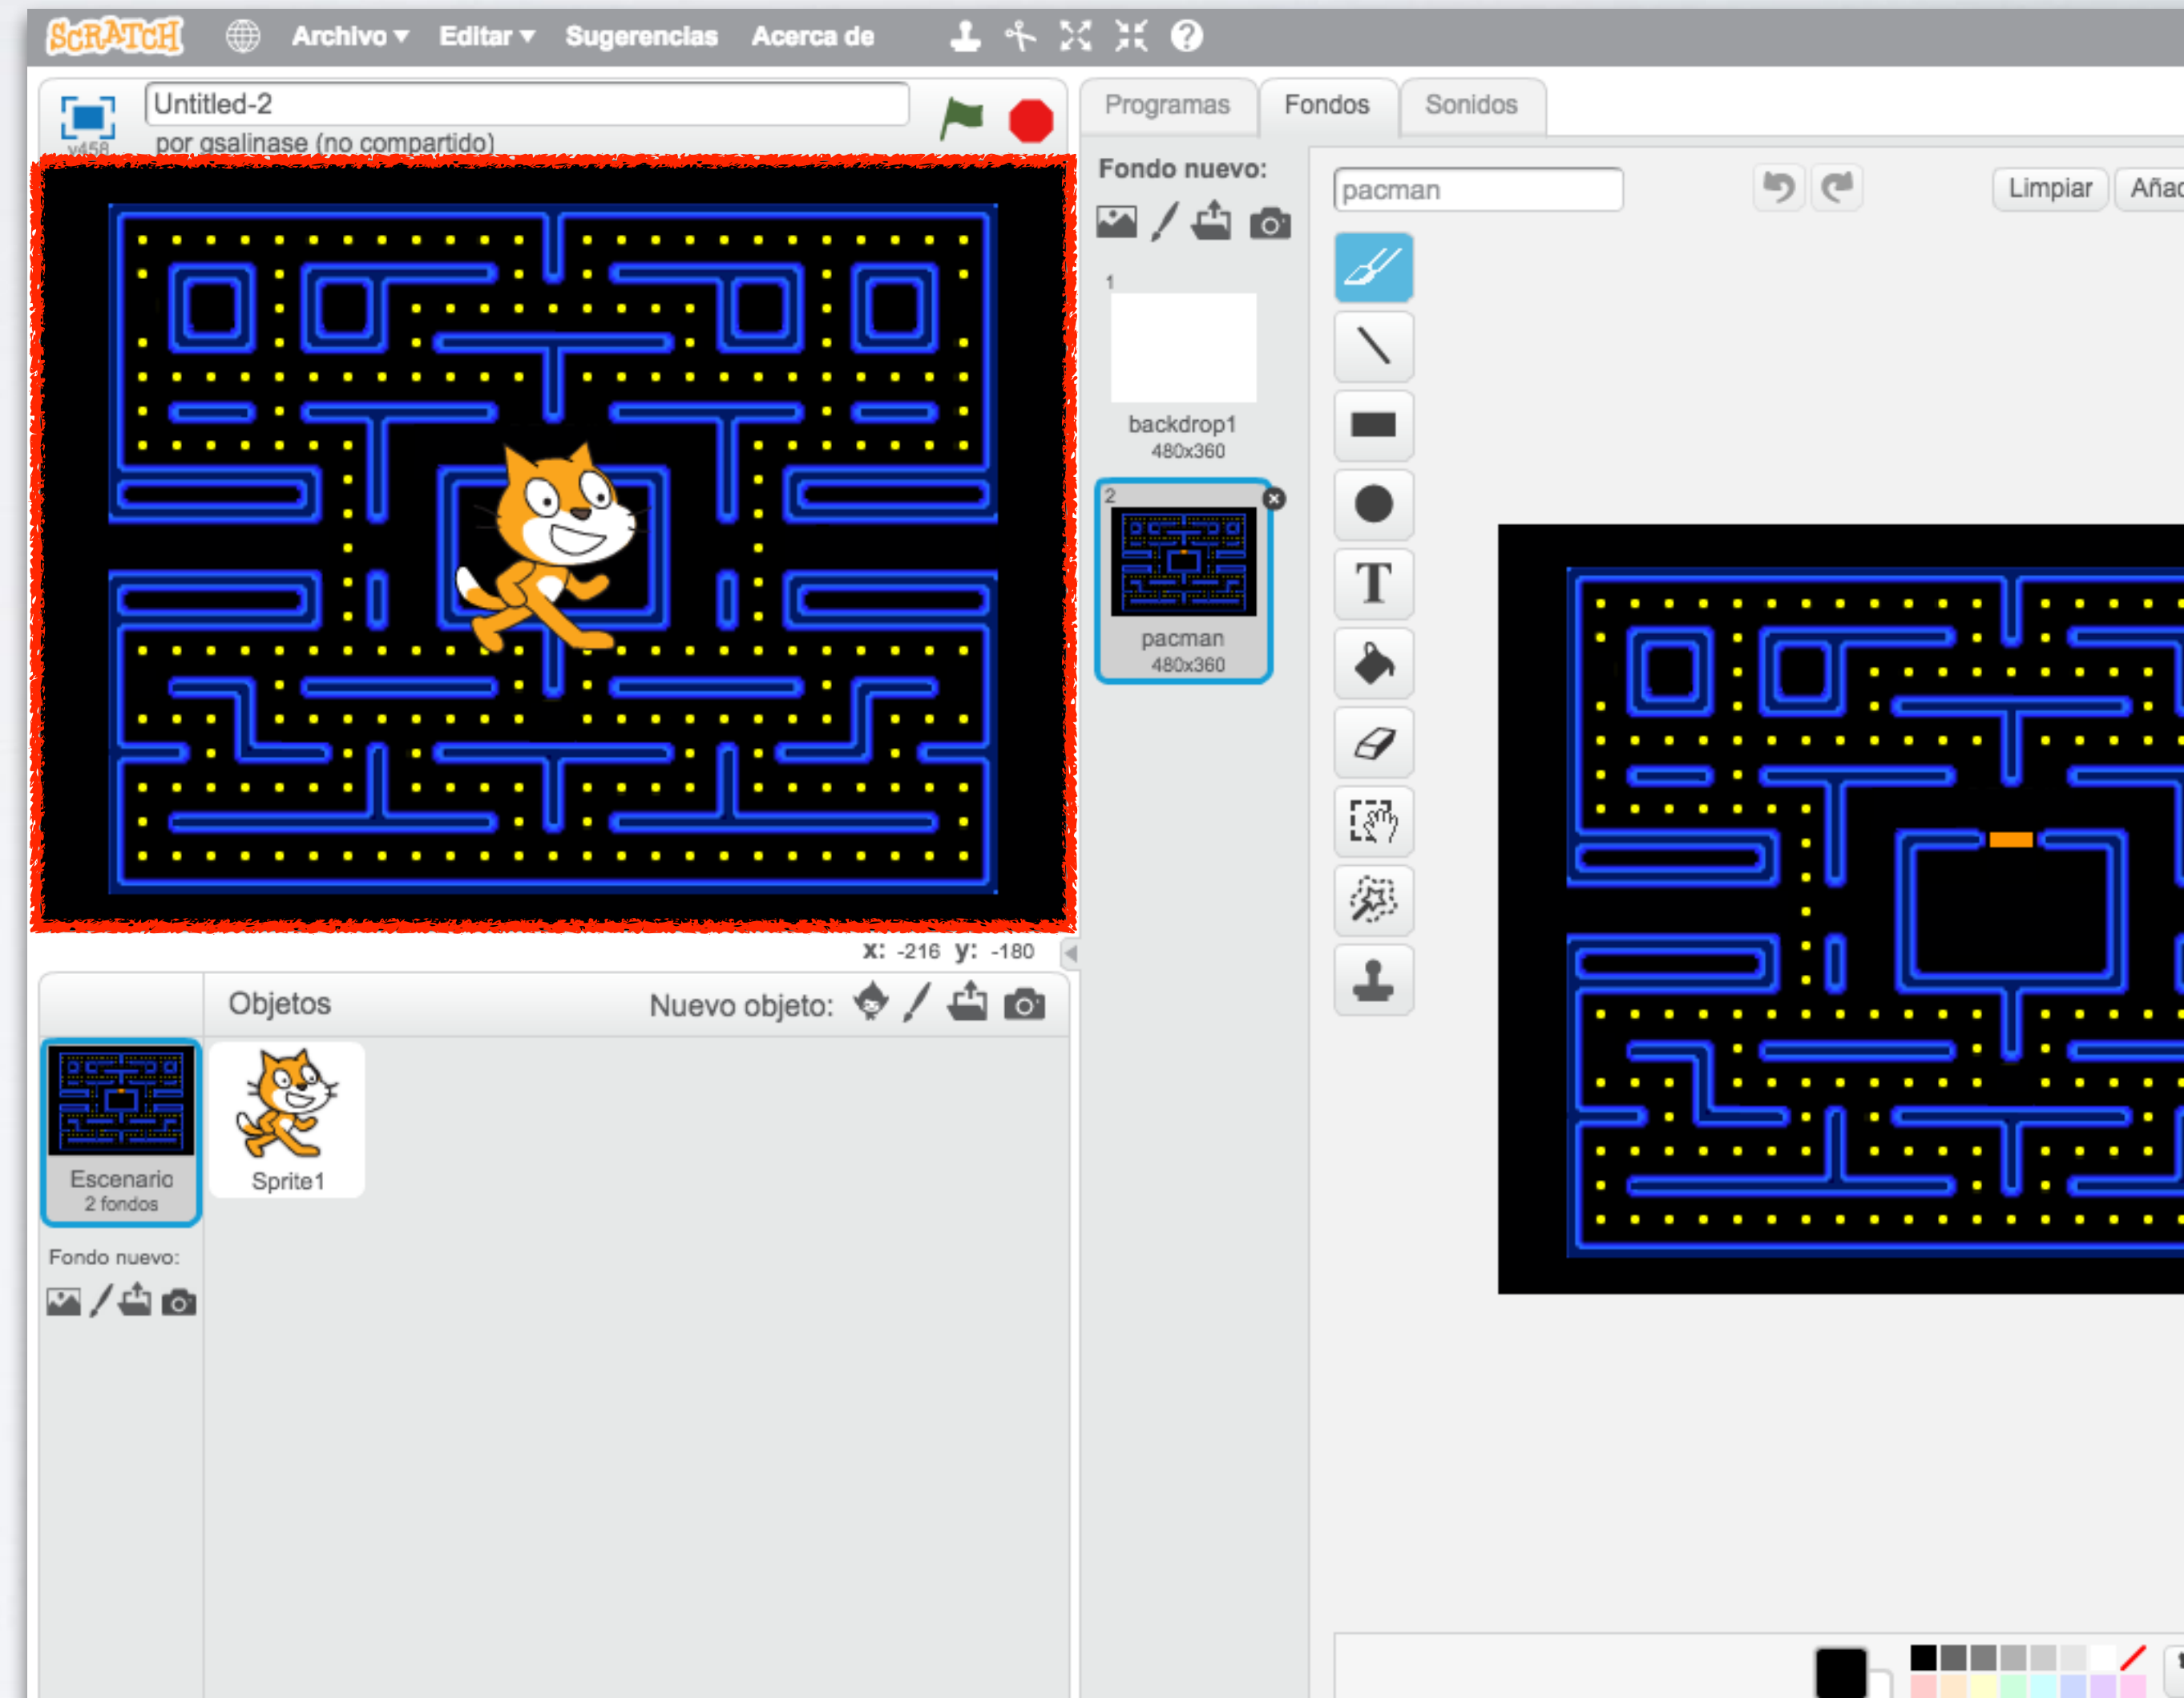 SCRATCH Archivo Editar Sugerencias Acerca de
Untitled-2
v458
por gsalinase (no compartido)
Programas Fondos Sonidos
Fondo nuevo:
pacman
Limpiar
1
backdrop1
480x360
2
pacman
480x360
T
x: -216 y: -180
Objetos
Nuevo objeto:
Escenario
2 fondos
Sprite1
Fondo nuevo: